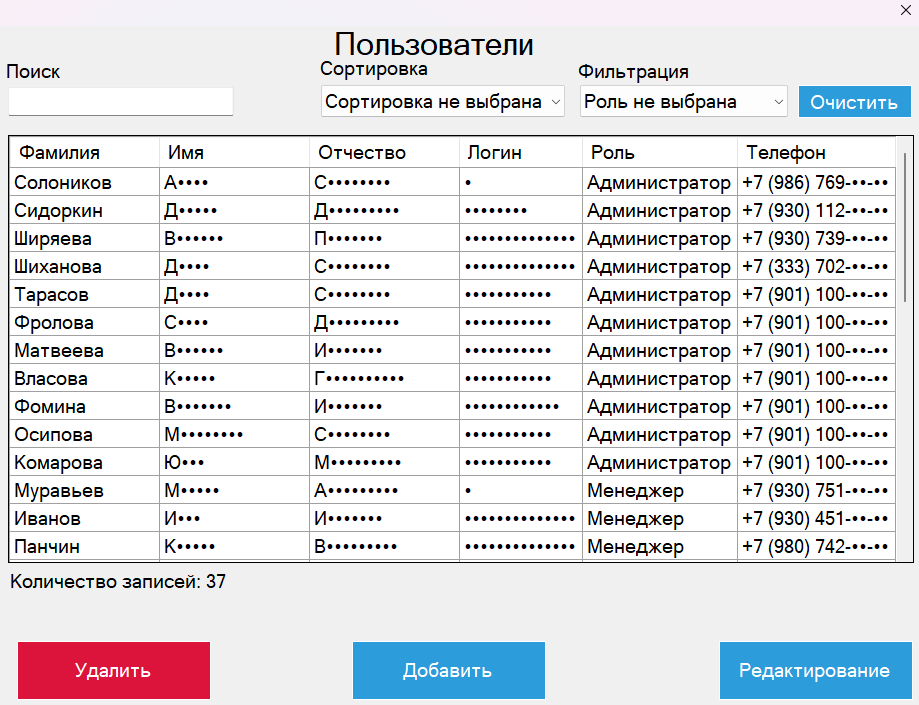 Пользователи
Поиск
Сортировка
Фильтрация
Сортировка не выбрана
Роль не выбрана
Очистить
Фамилия Имя Отчество Логин Роль Телефон
Солоников А•••• С•••••••• • Администратор +7 (986) 769-••-••
Сидоркин Д••••• Д••••••••• •••••••• Администратор +7 (930) 112-••-••
Ширяева В•••••• П••••••• •••••••••••••• Администратор +7 (930) 739-••-••
Шиханова Д•••• С•••••••• •••••••••••••• Администратор +7 (333) 702-••-••
Тарасов Д•••• С•••••••• ••••••••••• Администратор +7 (901) 100-••-••
Фролова С•••• Д••••••••• ••••••••••• Администратор +7 (901) 100-••-••
Матвеева В•••••• И••••••• ••••••••••• Администратор +7 (901) 100-••-••
Власова К••••• Г•••••••••• ••••••••••• Администратор +7 (901) 100-••-••
Фомина В••••••• И••••••• •••••••••••• Администратор +7 (901) 100-••-••
Осипова М•••••••• С•••••••• ••••••••••• Администратор +7 (901) 100-••-••
Комарова Ю••• М••••••••• ••••••••••• Администратор +7 (901) 100-••-••
Муравьев М••••• А••••••••• • Менеджер +7 (930) 751-••-••
Иванов И••• И••••••• •••••••••••••• Менеджер +7 (930) 451-••-••
Панчин К••••• В••••••••• •••••••••••••• Менеджер +7 (980) 742-••-••
Количество записей: 37
Удалить
Добавить
Редактирование